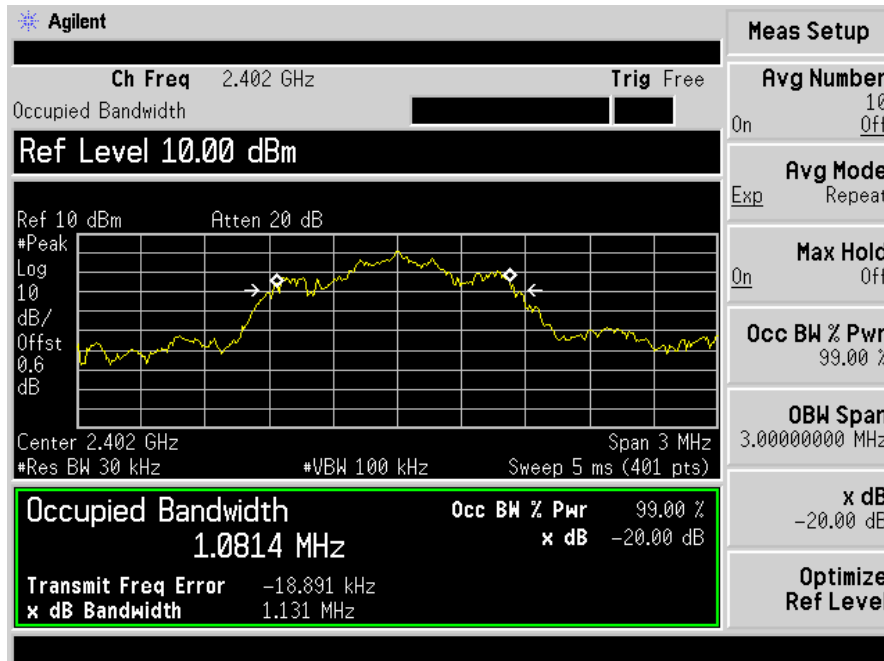 Agilent
Ch Freq 2.402 GHz Trig Free
Occupied Bandwidth
Ref Level 10.00 dBm
Ref 10 dBm Atten 20 dB
#Peak
Log
10
dB/
Offst
0.6
dB
Center 2.402 GHz Span 3 MHz
#Res BW 30 kHz #VBW 100 kHz Sweep 5 ms (401 pts)
Occupied Bandwidth Occ BW % Pwr 99.00 %
1.0814 MHz x dB -20.00 dB
Transmit Freq Error -18.891 kHz
x dB Bandwidth 1.131 MHz
Meas Setup
Avg Number
10
On Off
Avg Mode
Exp Repeat
Max Hold
On Off
Occ BW % Pwr
99.00 %
OBW Span
3.00000000 MHz
x dB
-20.00 dB
Optimize
Ref Level